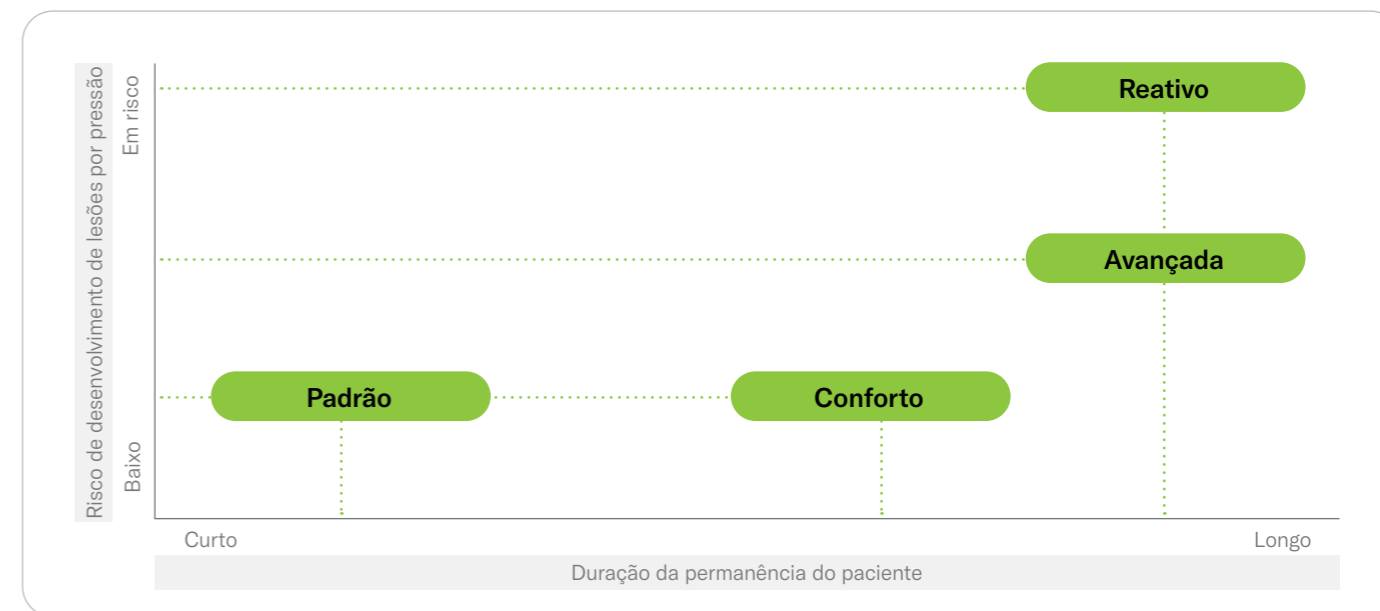 Risco de desenvolvimento de lesões por pressão
Em risco
Baixo
Reativo
Avançada
Padrão
Conforto
Curto
Longo
Duração da permanência do paciente